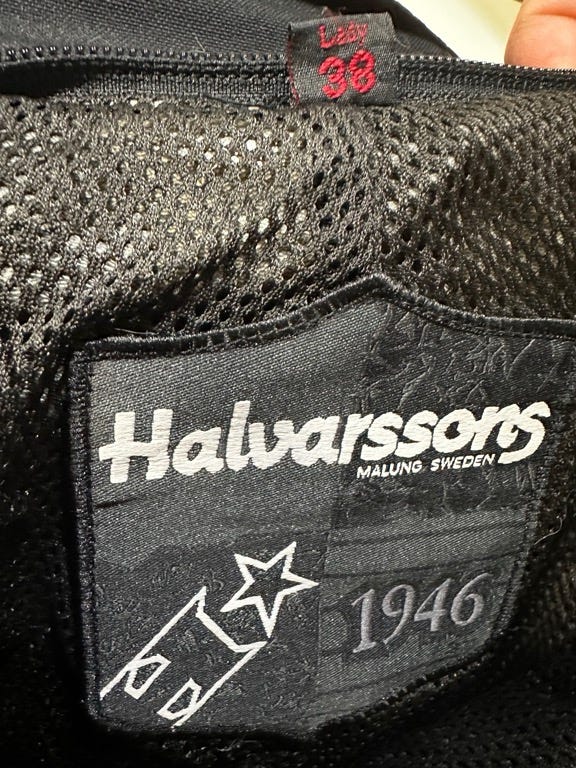 Lady
38
Halvarssons
MALUNG SWEDEN
1946